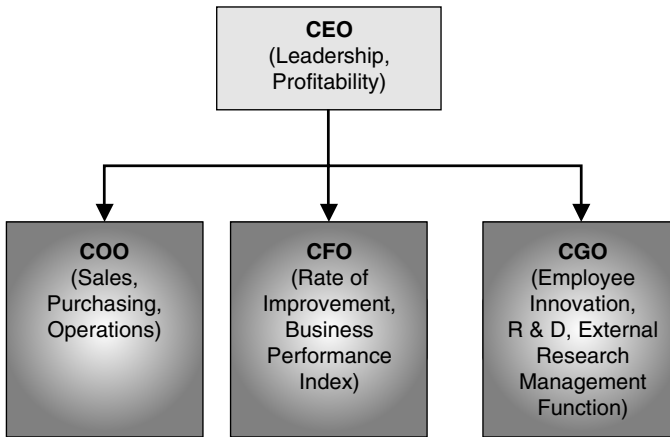 CEO
(Leadership,
Profitability)
COO
(Sales,
Purchasing,
Operations)
CFO
(Rate of
Improvement,
Business
Performance
Index)
CGO
(Employee
Innovation,
R & D, External
Research
Management
Function)